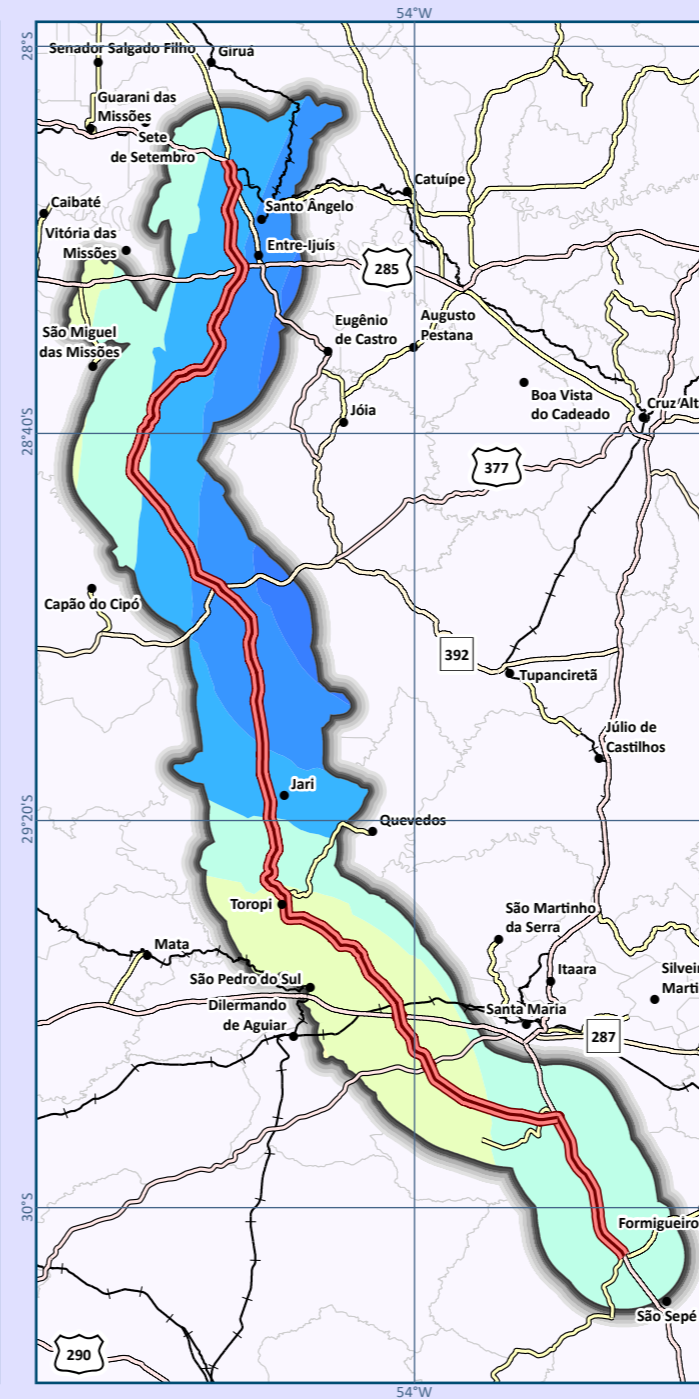 54°W
28°S
Senador Salgado Filho
Giruá
Guarani das
Missões
Sete
de Setembro
Catuípe
Caibaté
Santo Ângelo
Vitória das
Missões
Entre-Ijuís
285
São Miguel
das Missões
Eugênio
de Castro
Augusto
Pestana
Boa Vista
do Cadeado
Jóia
Cruz Alt
28°40'S
377
Capão do Cipó
392
Tupanciretã
Júlio de
Castilhos
Jari
29°20'S
Quevedos
Toropi
São Martinho
da Serra
Mata
Itaara
São Pedro do Sul
Silvei
Marti
Dilermando
de Aguiar
Santa Maria
287
30°S
Formigueiro
São Sepé
290
54°W